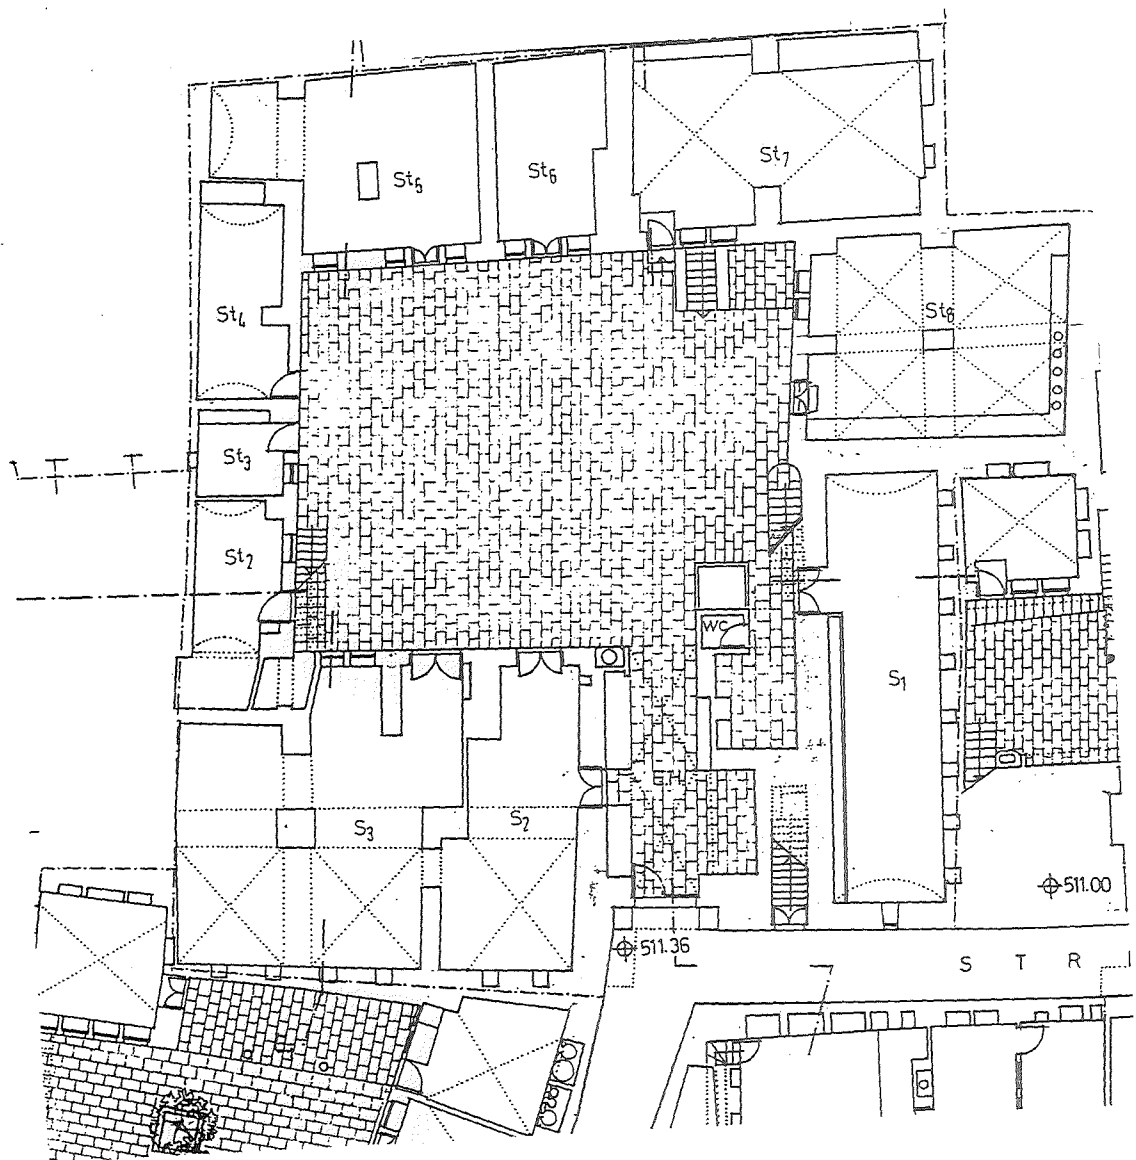 St₅
St₆
St₇
St₄
St₈
St₃
St₂
WC
S₁
S₃
S₂
511.00
511.36
S T R